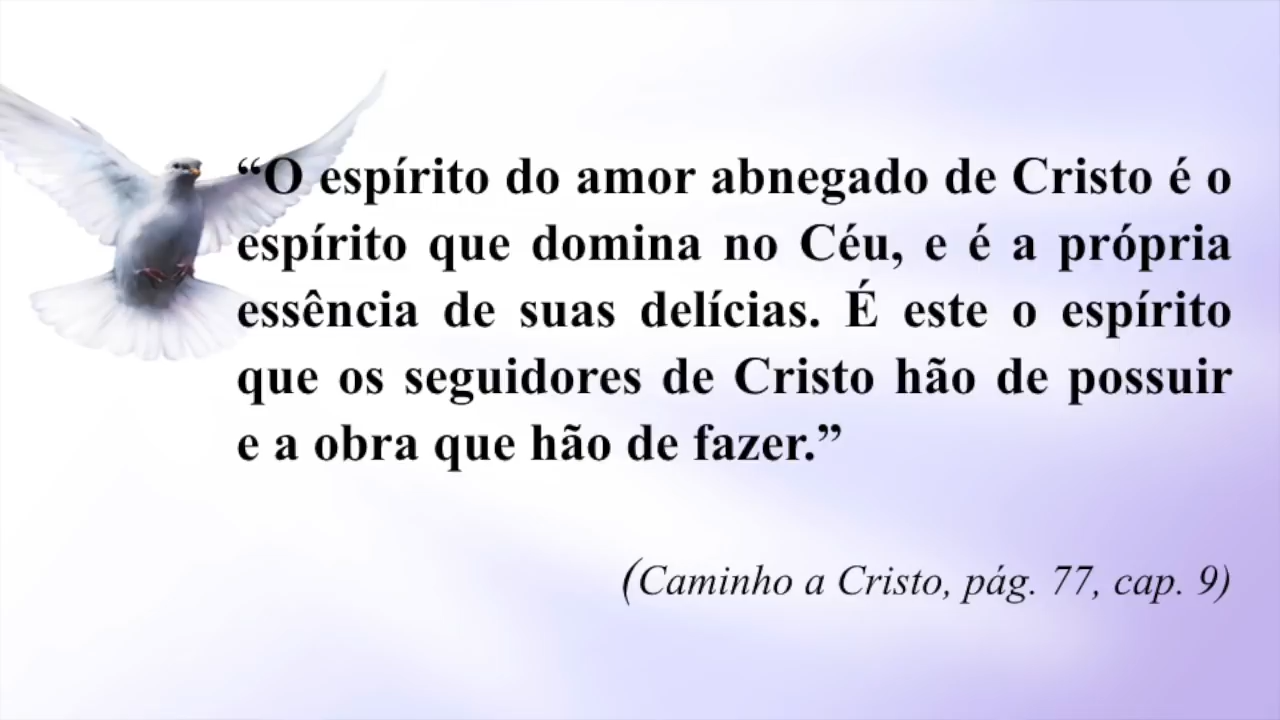 “O espírito do amor abnegado de Cristo é o
espírito que domina no Céu, e é a própria
essência de suas delícias. É este o espírito
que os seguidores de Cristo hão de possuir
e a obra que hão de fazer.”
(Caminho a Cristo, pág. 77, cap. 9)